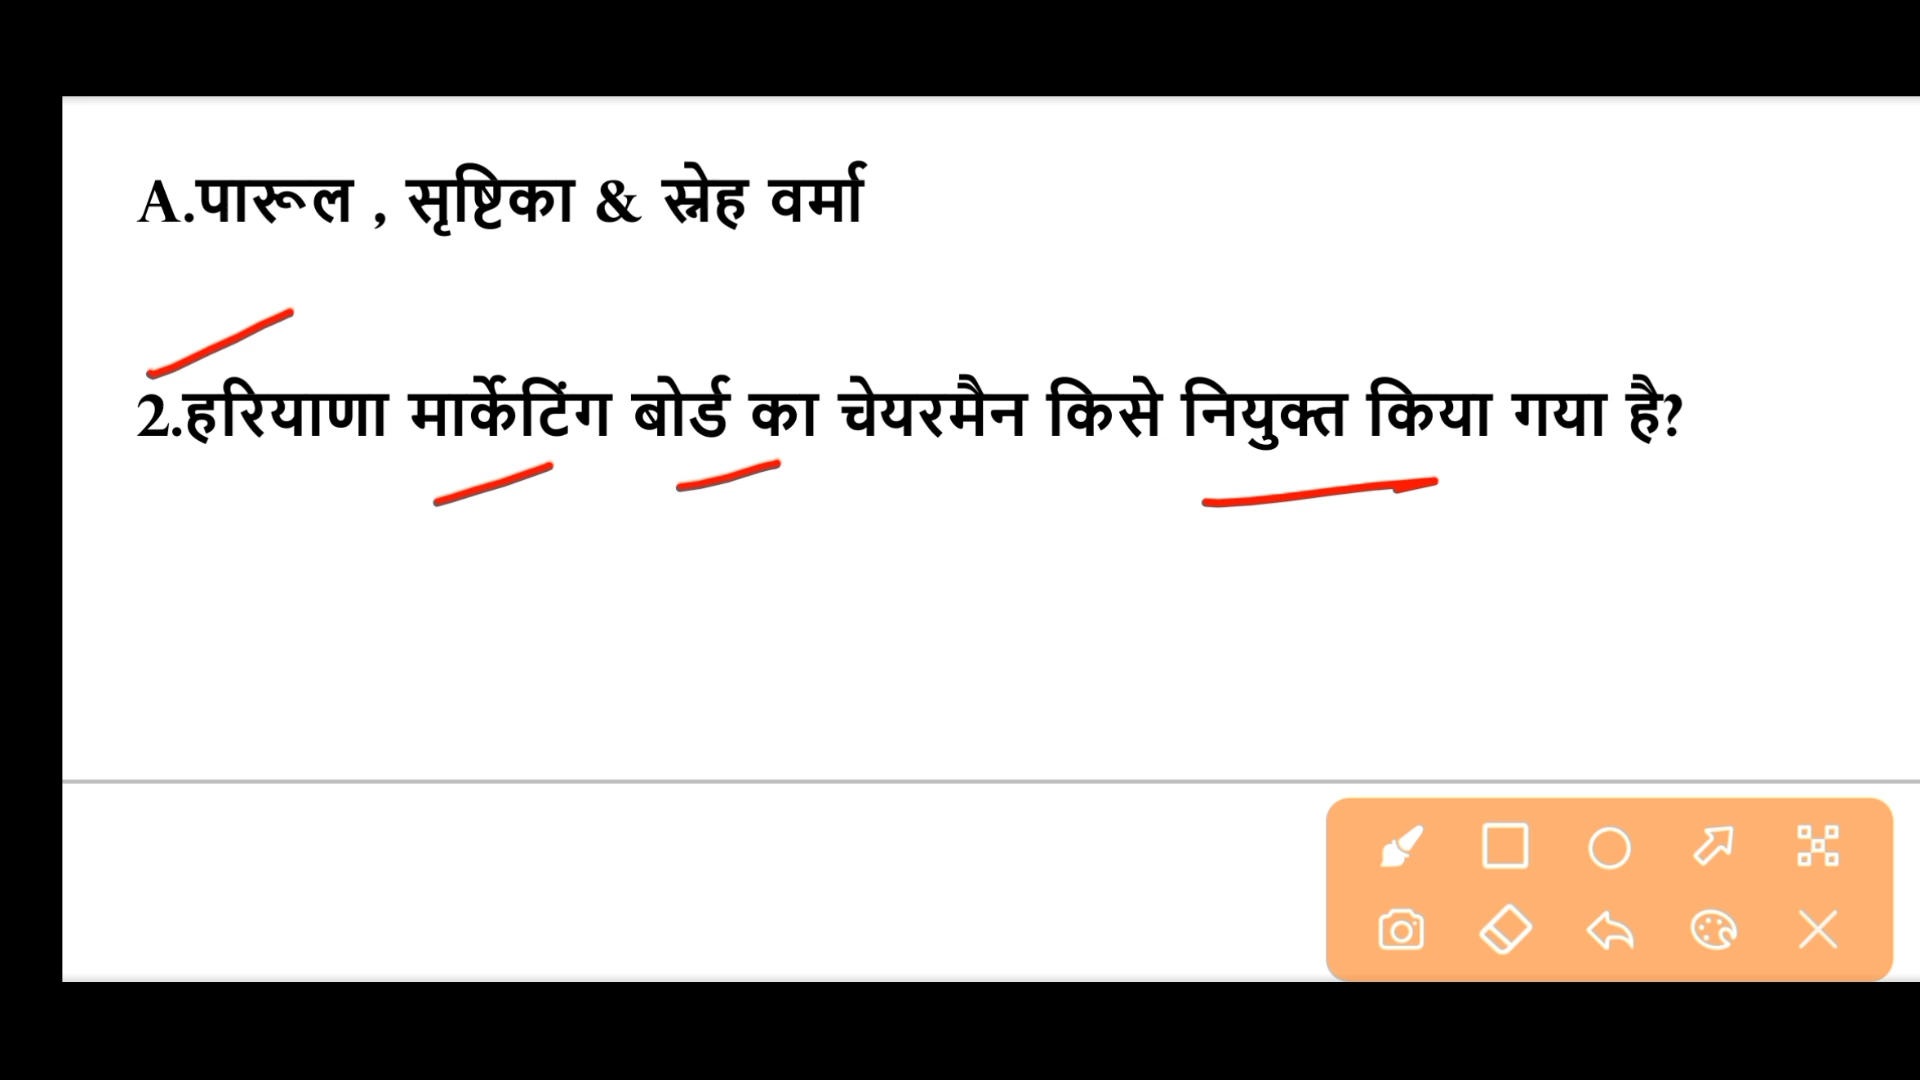 A.पारूल , सृष्टिका & स्नेह वर्मा
2.हरियाणा मार्केटिंग बोर्ड का चेयरमैन किसे नियुक्त किया गया है?